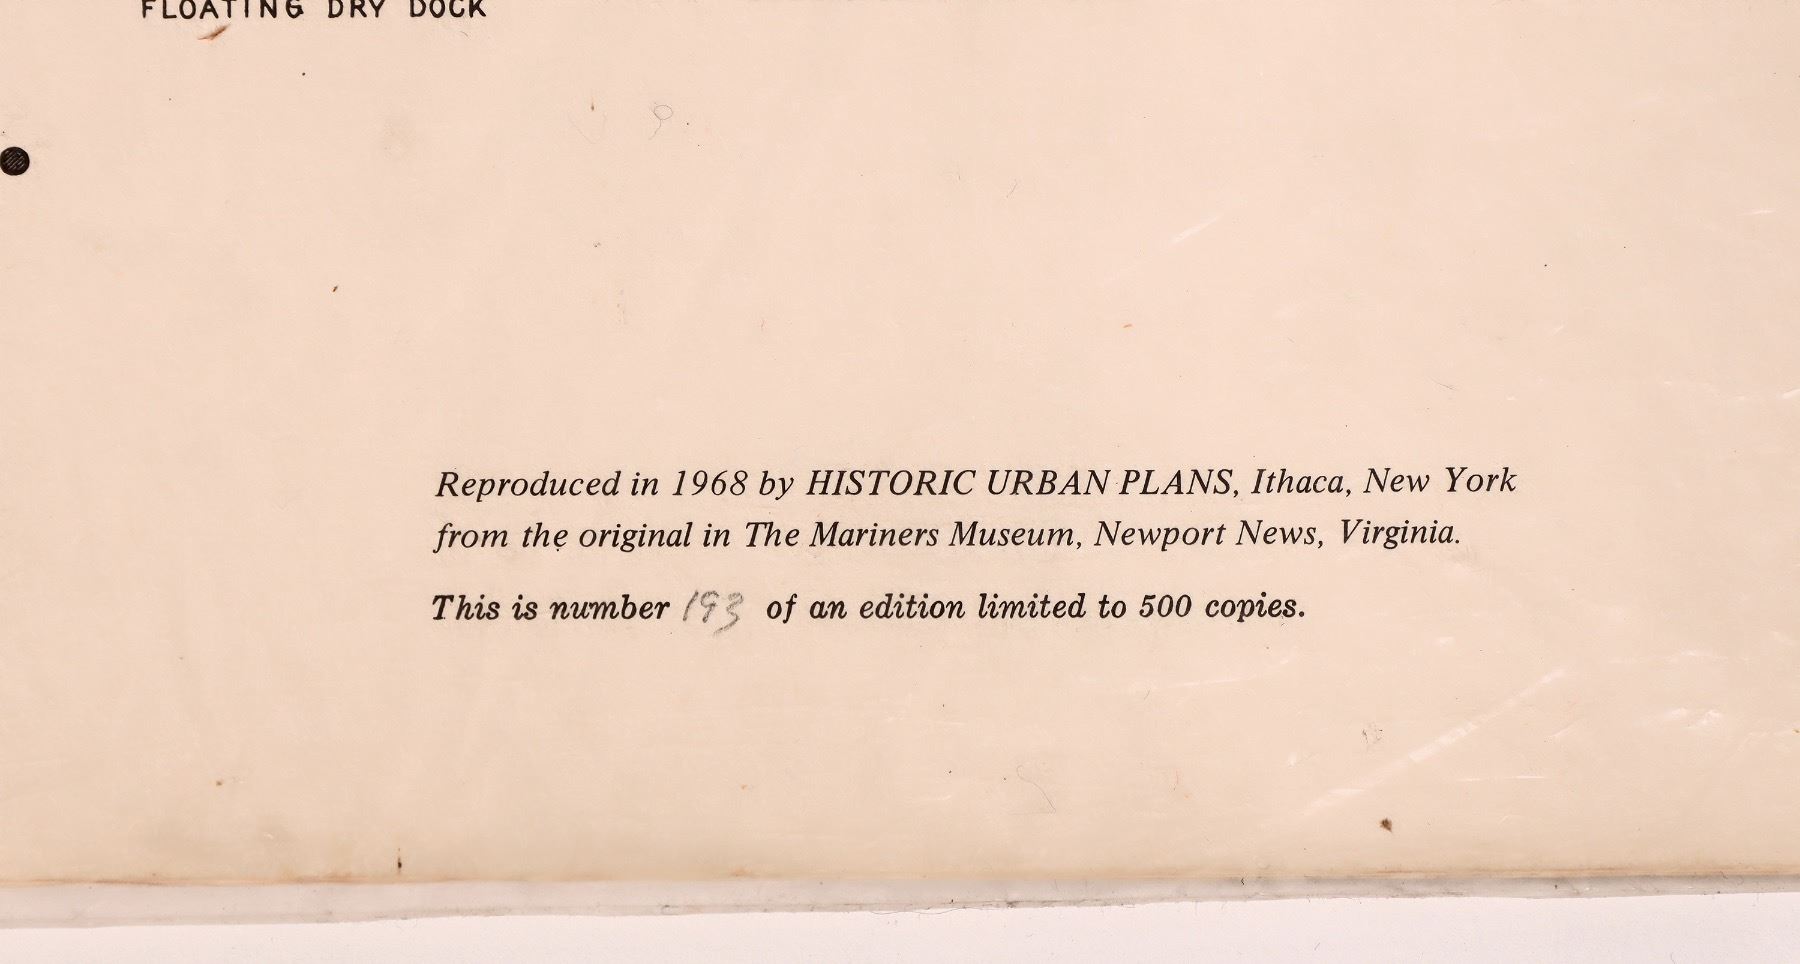 FLOATING DRY DOCK
Reproduced in 1968 by HISTORIC URBAN PLANS, Ithaca, New York
from the original in The Mariners Museum, Newport News, Virginia.
This is number 193 of an edition limited to 500 copies.